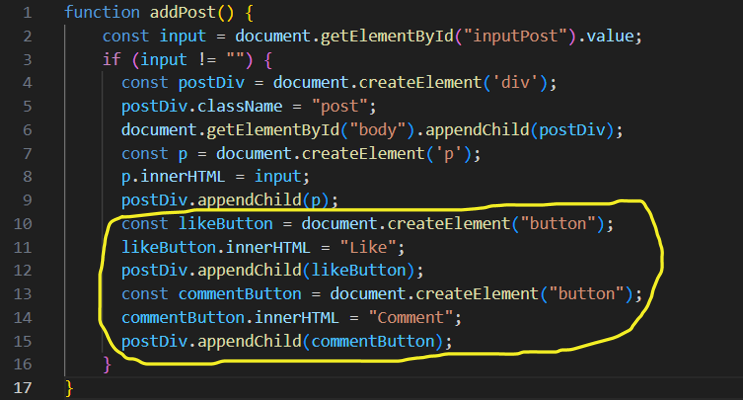 1 function addPost() {
2 const input = document.getElementById("inputPost").value;
3 if (input != "") {
4 const postDiv = document.createElement('div');
5 postDiv.className = "post";
6 document.getElementById("body").appendChild(postDiv);
7 const p = document.createElement('p');
8 p.innerHTML = input;
9 postDiv.appendChild(p);
10 const likeButton = document.createElement("button");
11 likeButton.innerHTML = "Like";
12 postDiv.appendChild(likeButton);
13 const commentButton = document.createElement("button");
14 commentButton.innerHTML = "Comment";
15 postDiv.appendChild(commentButton);
16 }
17 }